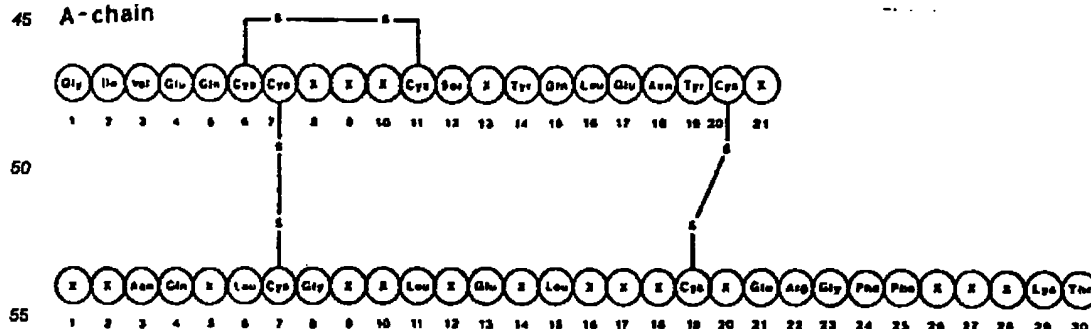 45 A-chain
S S
Gly Ile Val Glu Gln Cys Cys X X X Cys Ser X Tyr Gln Leu Glu Asn Tyr Cys X
1 2 3 4 5 6 7 8 9 10 11 12 13 14 15 16 17 18 19 20 21
S S
50
S S
X X Asn Gln X Leu Cys Gly X X Leu X Glu X Leu X X X Cys X Arg Gly Phe Phe X X X Lys Thr
55 1 2 3 4 5 6 7 8 9 10 11 12 13 14 15 16 17 18 19 20 21 22 23 24 25 26 27 28 29 30